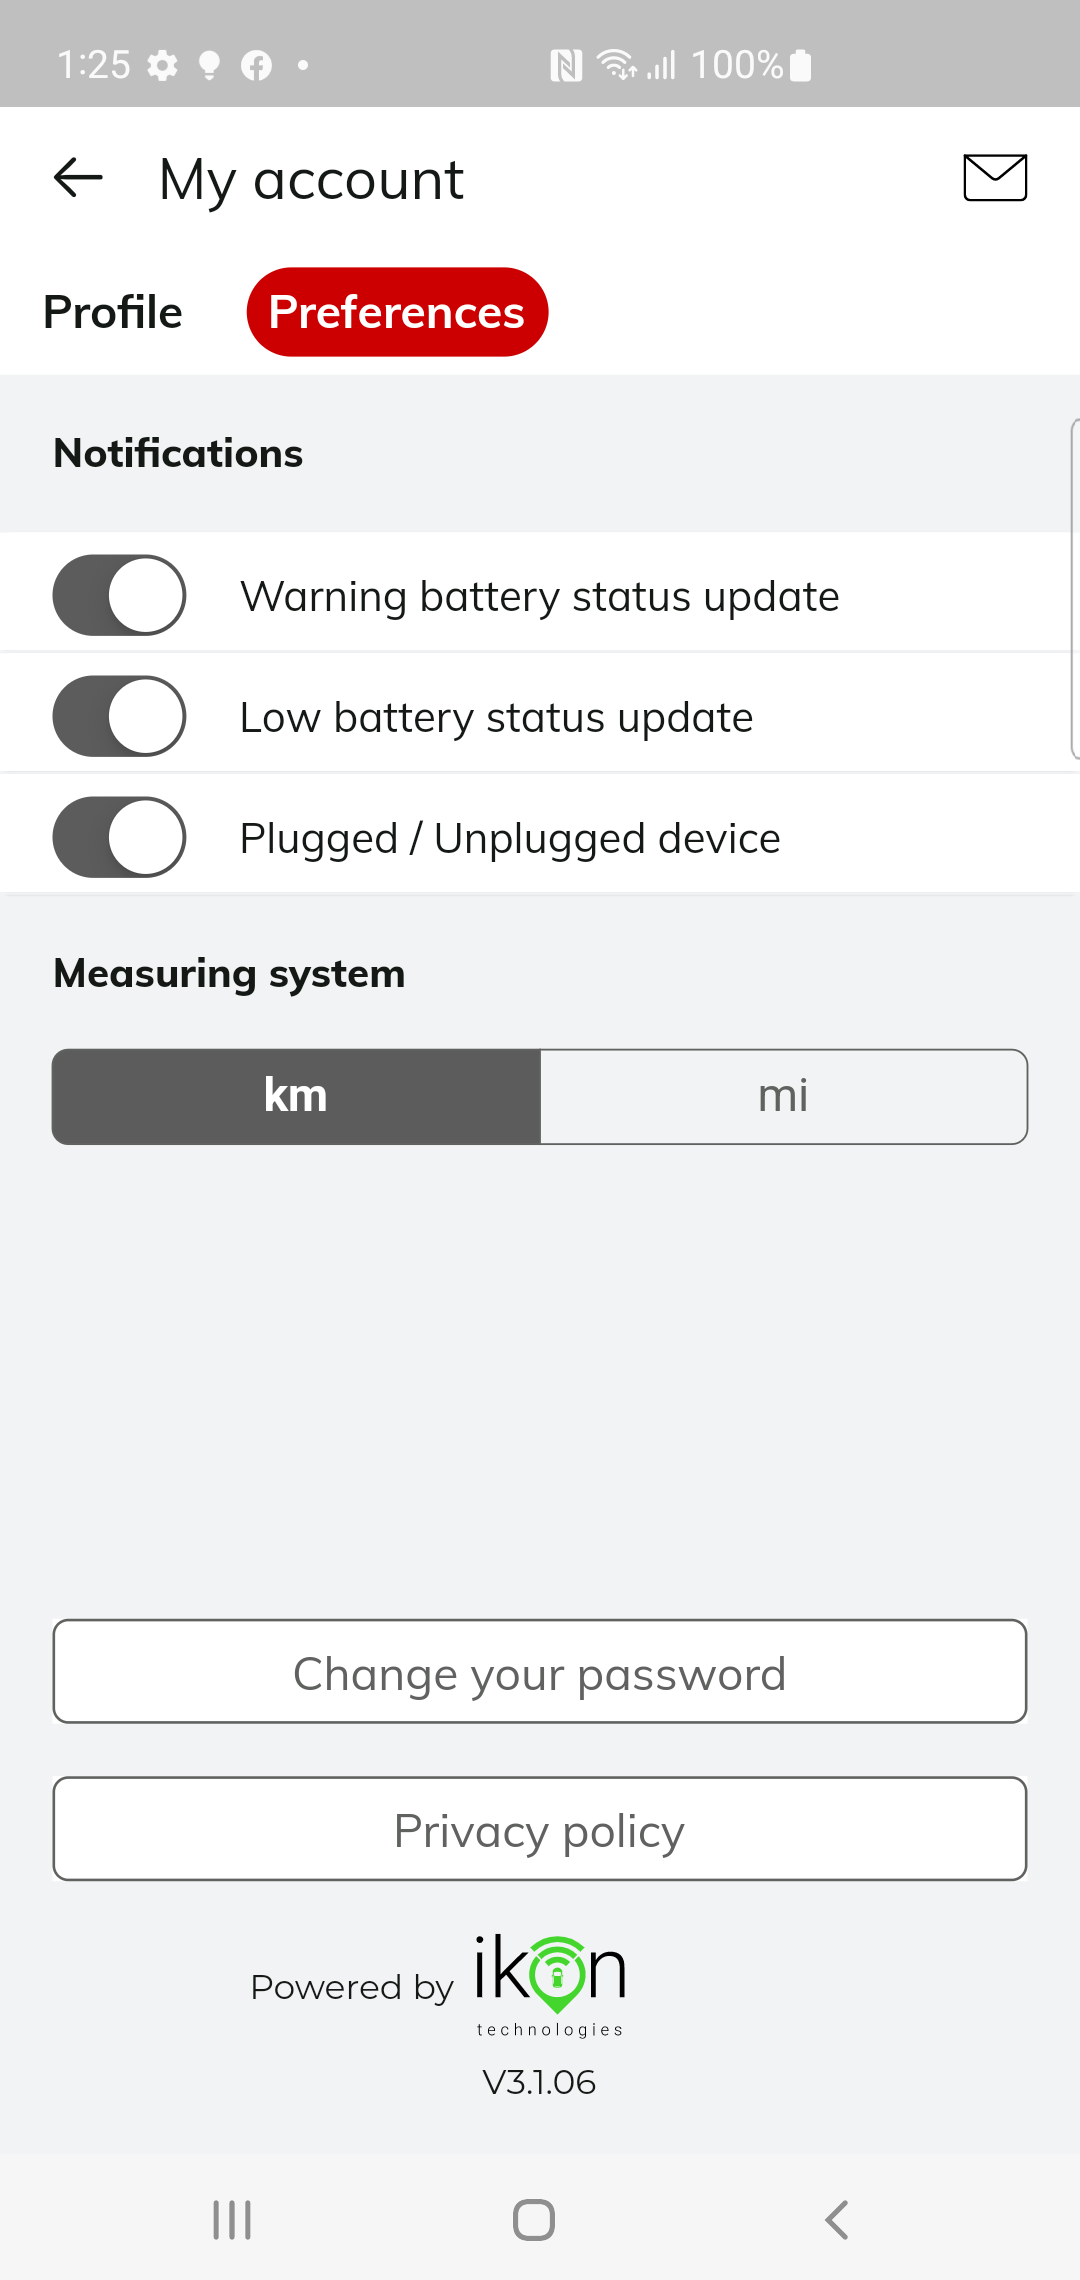 1:25 100%
My account
Profile Preferences
Notifications
Warning battery status update
Low battery status update
Plugged / Unplugged device
Measuring system
km mi
Change your password
Privacy policy
Powered by ikon
technologies
V3.1.06